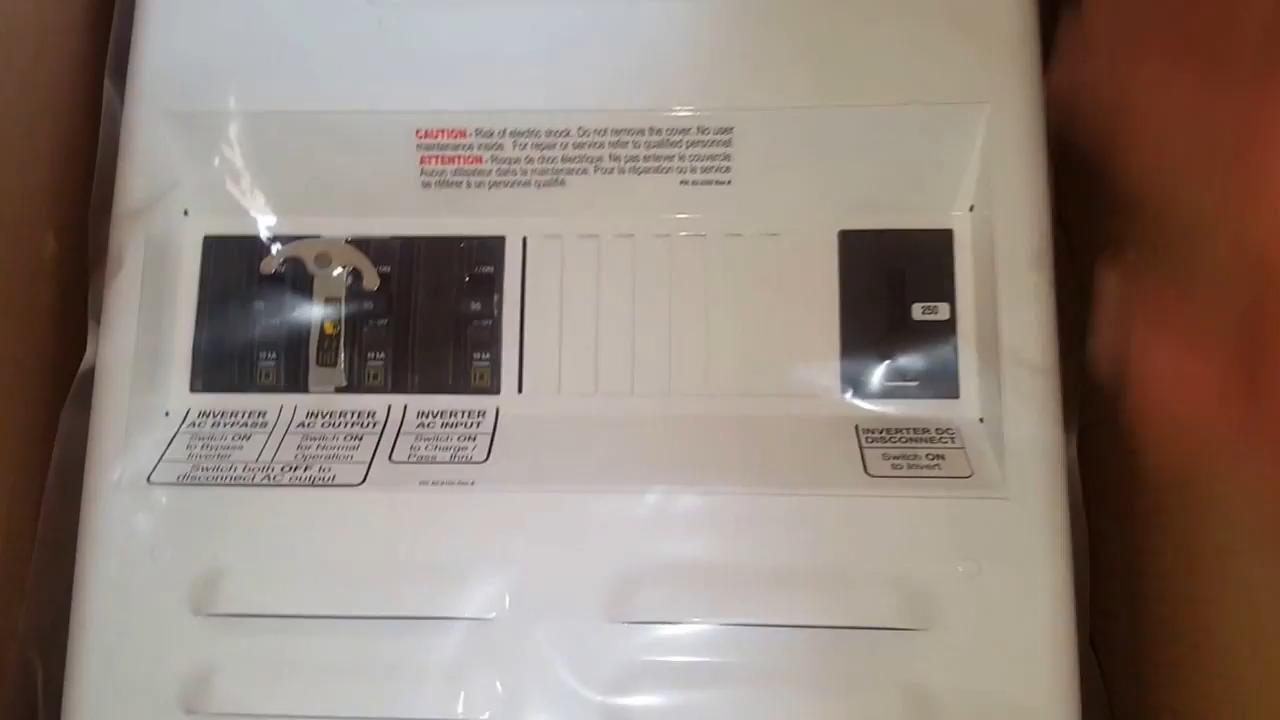 CAUTION - Risk of electric shock. Do not remove the cover. No user
maintenance inside. For repair or service refer to qualified personnel.
ATTENTION - Risque de choc électrique. Ne pas enlever le couvercle.
Aucun utilisateur dans la maintenance. Pour la réparation ou le service
se référer à un personnel qualifié.
250
INVERTER
AC BYPASS
Switch ON
to Bypass
Inverter
INVERTER
AC OUTPUT
Switch ON
for Normal
Operation
Switch both OFF to
disconnect AC output
INVERTER
AC INPUT
Switch ON
to Charge /
Pass - thru
INVERTER DC
DISCONNECT
Switch ON
to Invert